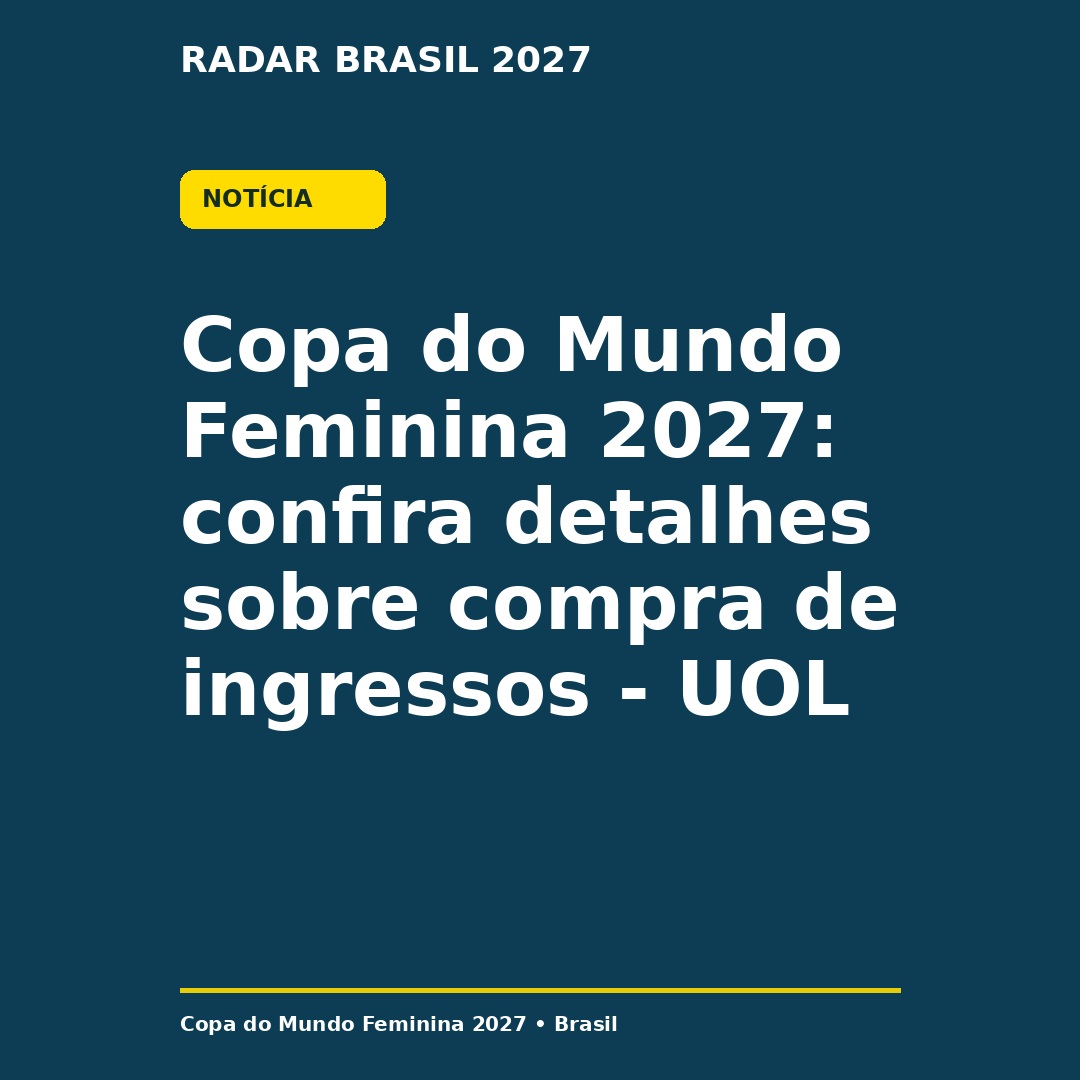 RADAR BRASIL 2027
NOTÍCIA
Copa do Mundo
Feminina 2027:
confira detalhes
sobre compra de
ingressos - UOL
Copa do Mundo Feminina 2027 • Brasil